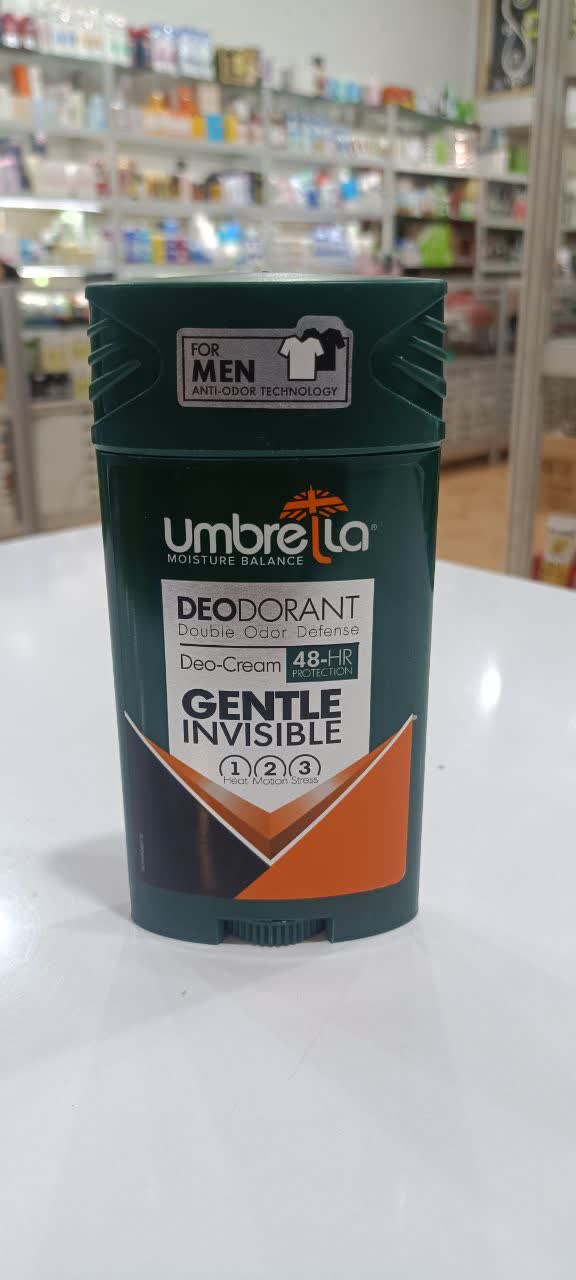 FOR
MEN
ANTI-ODOR TECHNOLOGY
Umbrella®
MOISTURE BALANCE
DEODORANT
Double Odor Defense
Deo-Cream 48-HR
PROTECTION
GENTLE
INVISIBLE
1 2 3
Heat Motion Stress